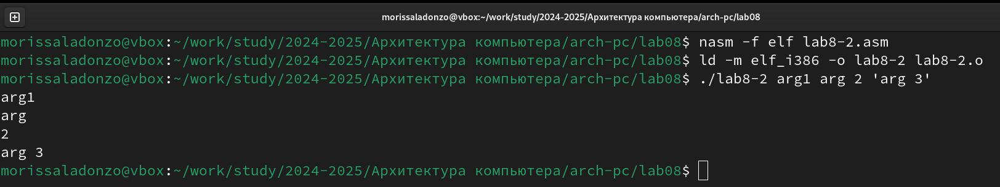 morissaladonzo@vbox:~/work/study/2024-2025/Архитектура компьютера/arch-pc/lab08
morissaladonzo@vbox:~/work/study/2024-2025/Архитектура компьютера/arch-pc/lab08$ nasm -f elf lab8-2.asm
morissaladonzo@vbox:~/work/study/2024-2025/Архитектура компьютера/arch-pc/lab08$ ld -m elf_i386 -o lab8-2 lab8-2.o
morissaladonzo@vbox:~/work/study/2024-2025/Архитектура компьютера/arch-pc/lab08$ ./lab8-2 arg1 arg 2 'arg 3'
arg1
arg
2
arg 3
morissaladonzo@vbox:~/work/study/2024-2025/Архитектура компьютера/arch-pc/lab08$